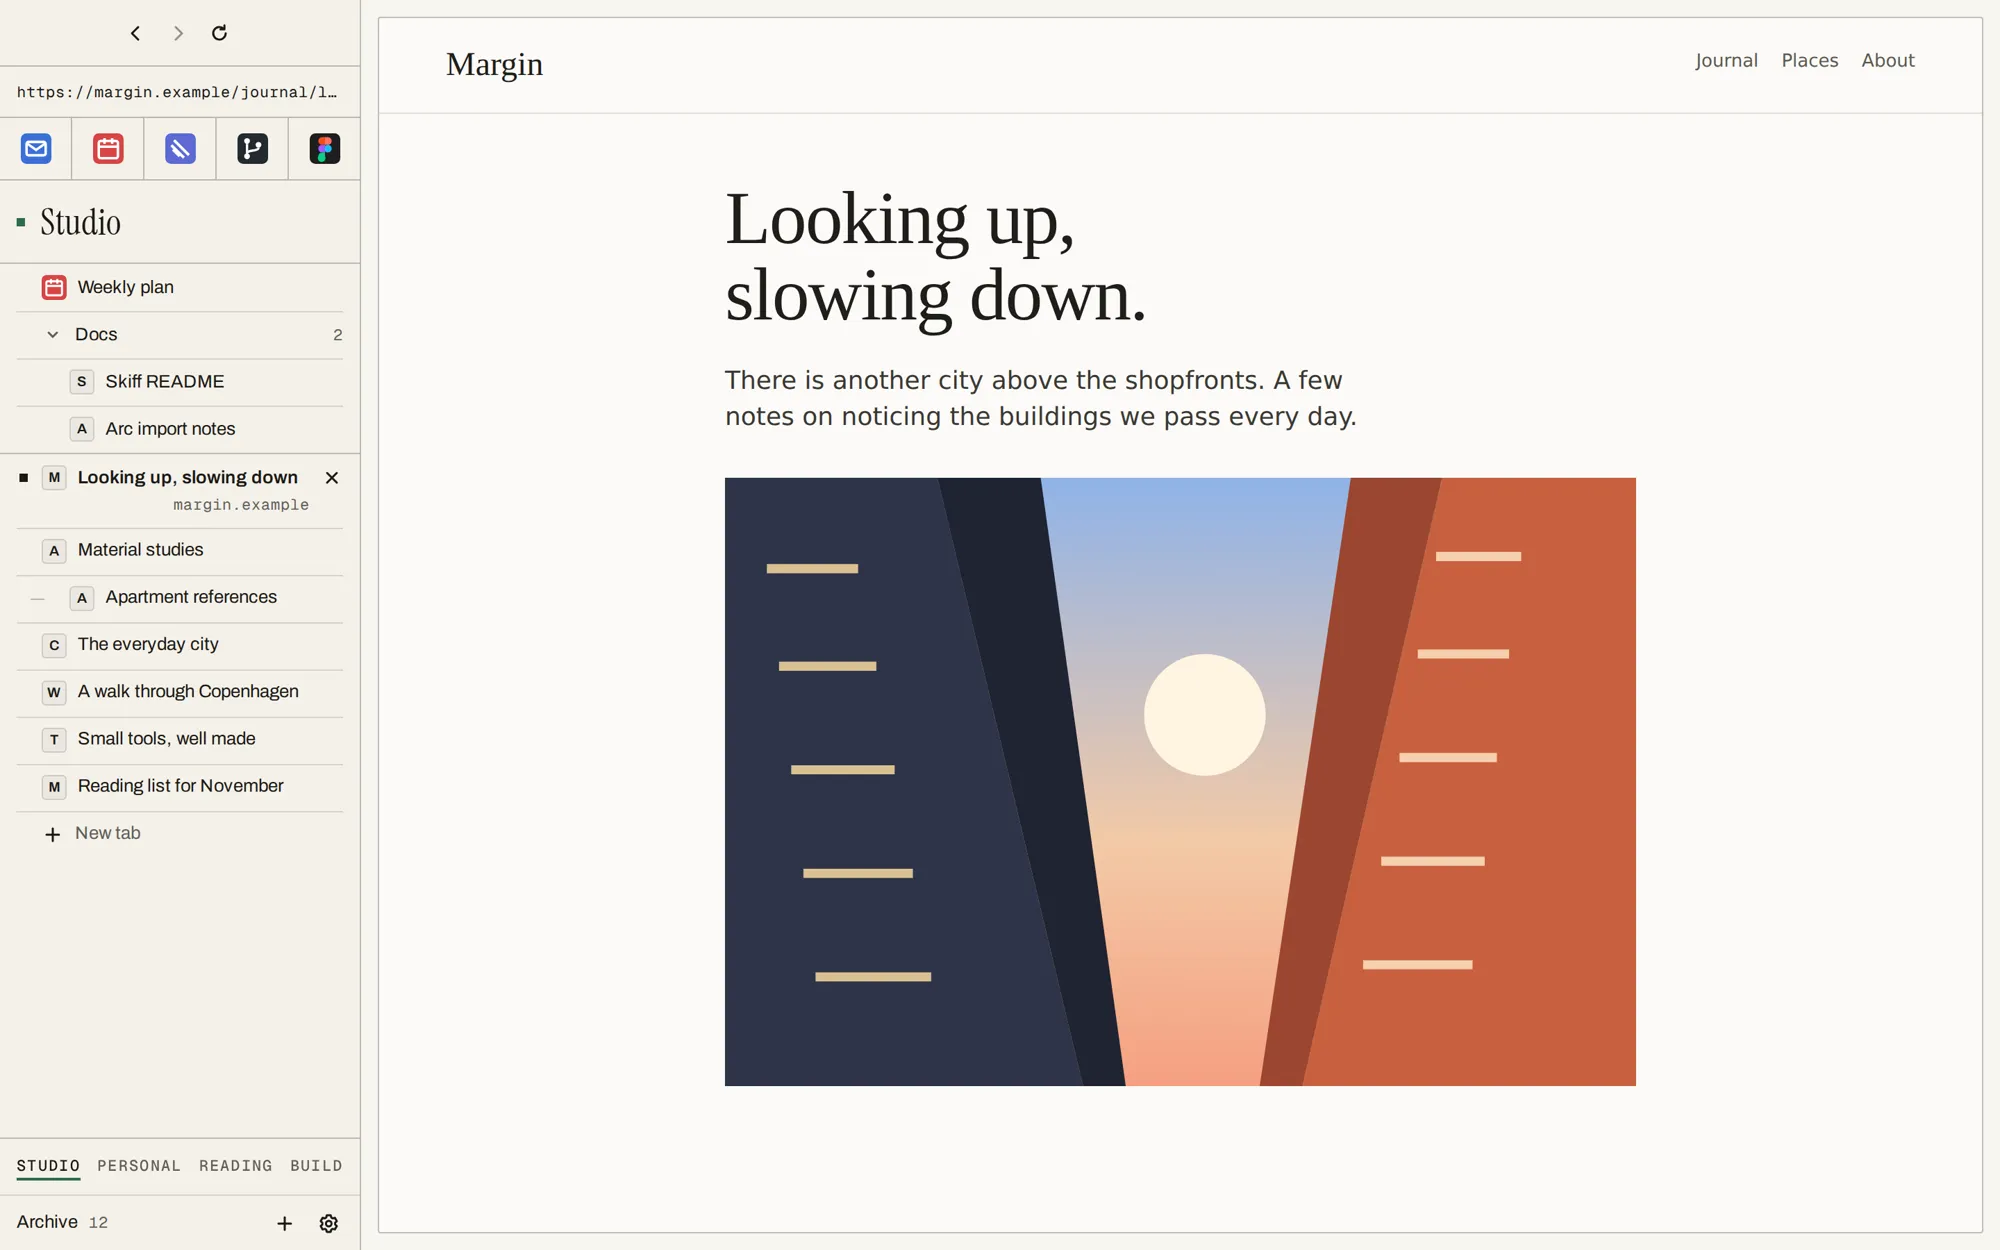 https://margin.example/journal/l…
Studio
Weekly plan
Docs 2
S Skiff README
A Arc import notes
M Looking up, slowing down
margin.example
A Material studies
A Apartment references
C The everyday city
W A walk through Copenhagen
T Small tools, well made
M Reading list for November
New tab
STUDIO PERSONAL READING BUILD
Archive 12
Margin
Journal Places About
Looking up,
slowing down.
There is another city above the shopfronts. A few
notes on noticing the buildings we pass every day.